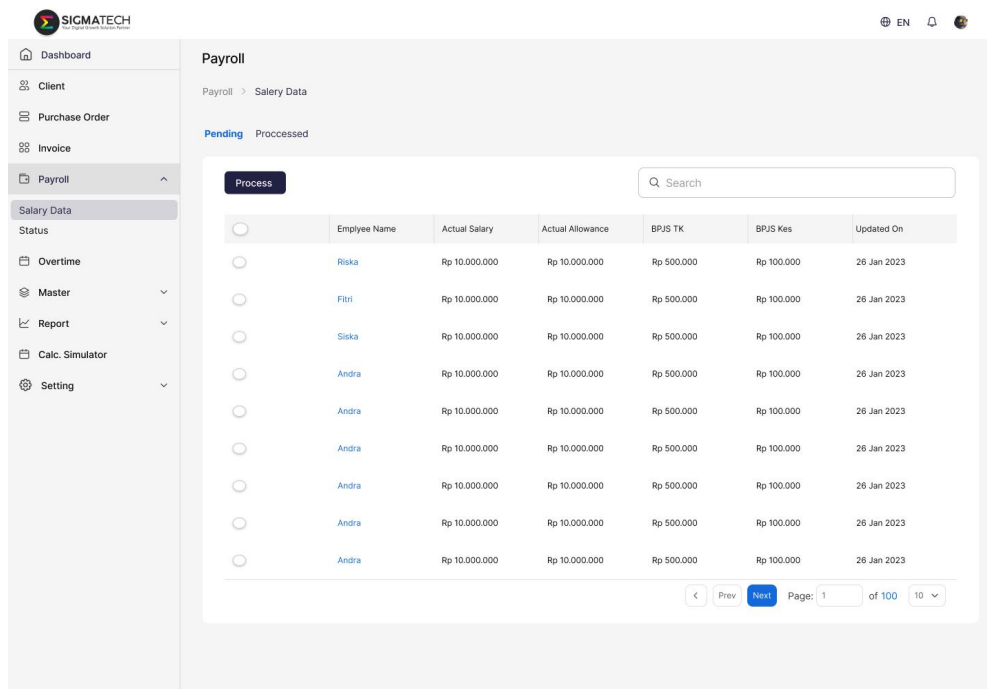 SIGMATECH
Your Digital Growth Solution Partner
EN
Dashboard
Client
Purchase Order
Invoice
Payroll
Salary Data
Status
Overtime
Master
Report
Calc. Simulator
Setting
Payroll
Payroll > Salery Data
Pending Proccessed
Process
Search
Emplyee Name Actual Salary Actual Allowance BPJS TK BPJS Kes Updated On
Riska Rp 10.000.000 Rp 10.000.000 Rp 500.000 Rp 100.000 26 Jan 2023
Fitri Rp 10.000.000 Rp 10.000.000 Rp 500.000 Rp 100.000 26 Jan 2023
Siska Rp 10.000.000 Rp 10.000.000 Rp 500.000 Rp 100.000 26 Jan 2023
Andra Rp 10.000.000 Rp 10.000.000 Rp 500.000 Rp 100.000 26 Jan 2023
Andra Rp 10.000.000 Rp 10.000.000 Rp 500.000 Rp 100.000 26 Jan 2023
Andra Rp 10.000.000 Rp 10.000.000 Rp 500.000 Rp 100.000 26 Jan 2023
Andra Rp 10.000.000 Rp 10.000.000 Rp 500.000 Rp 100.000 26 Jan 2023
Andra Rp 10.000.000 Rp 10.000.000 Rp 500.000 Rp 100.000 26 Jan 2023
Andra Rp 10.000.000 Rp 10.000.000 Rp 500.000 Rp 100.000 26 Jan 2023
< Prev Next Page: 1 of 100 10